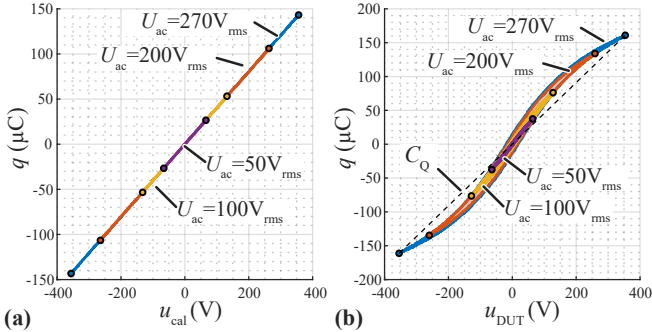 150
100
50
0
-50
-100
-150
-400
-200
0
200
400
q (μC)
u_cal (V)
(a)
U_ac=270V_rms
U_ac=200V_rms
U_ac=50V_rms
U_ac=100V_rms
200
150
100
50
0
-50
-100
-150
-200
-400
-200
0
200
400
q (μC)
u_DUT (V)
(b)
U_ac=270V_rms
U_ac=200V_rms
C_Q
U_ac=50V_rms
U_ac=100V_rms